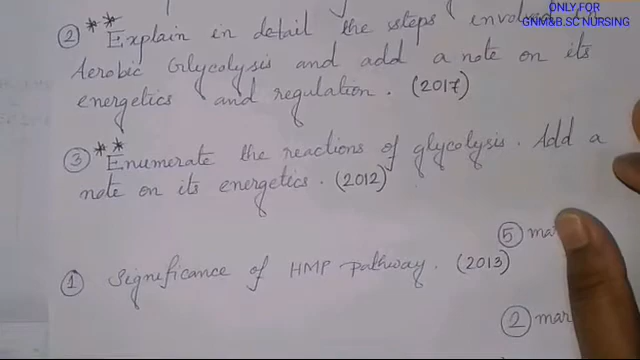 ONLY FOR
GNM&B.SC NURSING
② ** Explain in detail the steps involved in
Aerobic Glycolysis and add a note on its
energetics and regulation. (2017)
③ ** Enumerate the reactions of glycolysis. Add a
note on its energetics. (2012)
⑤
① Significance of HMP pathway. (2013)
②